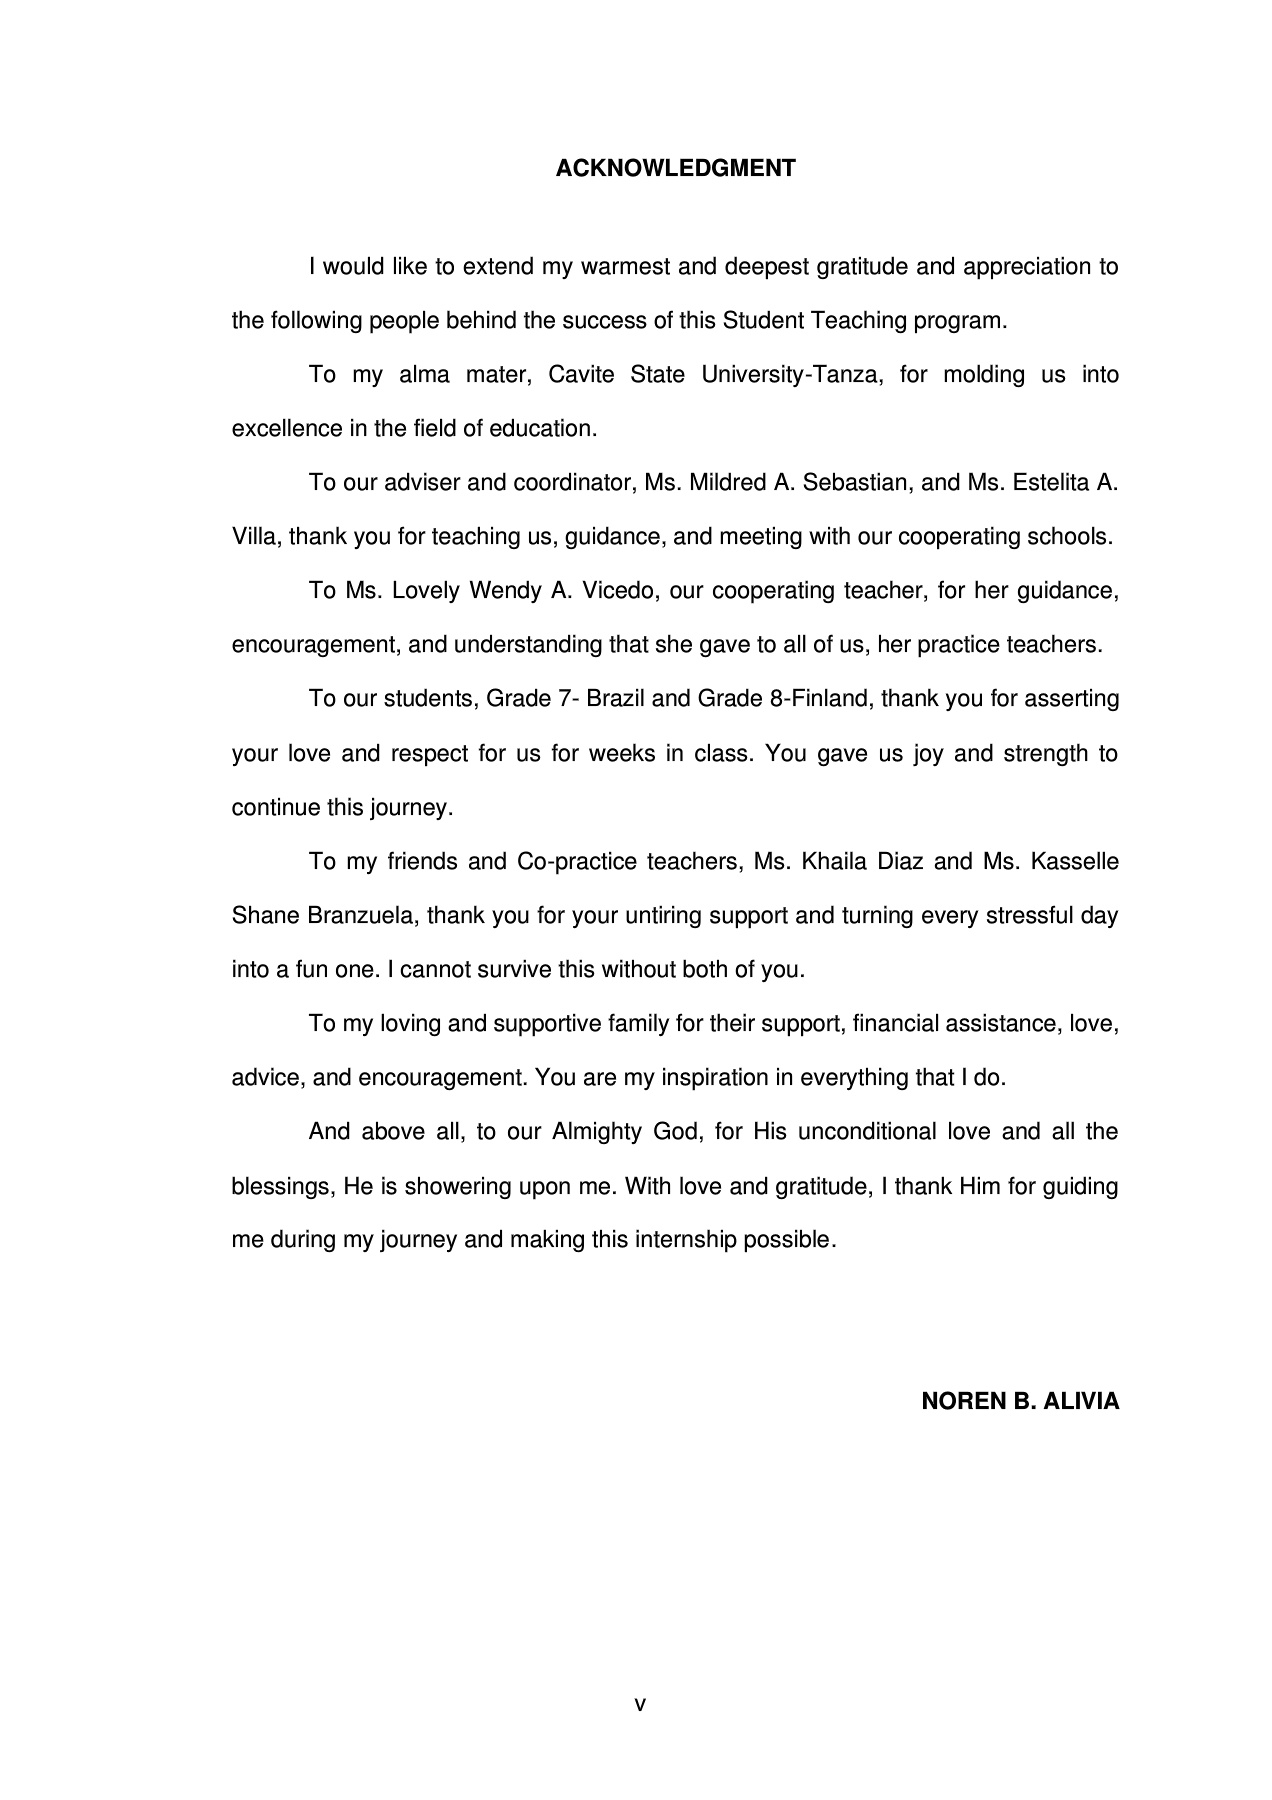 ACKNOWLEDGMENT
I would like to extend my warmest and deepest gratitude and appreciation to
the following people behind the success of this Student Teaching program.
To my alma mater, Cavite State University-Tanza, for molding us into
excellence in the field of education.
To our adviser and coordinator, Ms. Mildred A. Sebastian, and Ms. Estelita A.
Villa, thank you for teaching us, guidance, and meeting with our cooperating schools.
To Ms. Lovely Wendy A. Vicedo, our cooperating teacher, for her guidance,
encouragement, and understanding that she gave to all of us, her practice teachers.
To our students, Grade 7- Brazil and Grade 8-Finland, thank you for asserting
your love and respect for us for weeks in class. You gave us joy and strength to
continue this journey.
To my friends and Co-practice teachers, Ms. Khaila Diaz and Ms. Kasselle
Shane Branzuela, thank you for your untiring support and turning every stressful day
into a fun one. I cannot survive this without both of you.
To my loving and supportive family for their support, financial assistance, love,
advice, and encouragement. You are my inspiration in everything that I do.
And above all, to our Almighty God, for His unconditional love and all the
blessings, He is showering upon me. With love and gratitude, I thank Him for guiding
me during my journey and making this internship possible.
NOREN B. ALIVIA
v